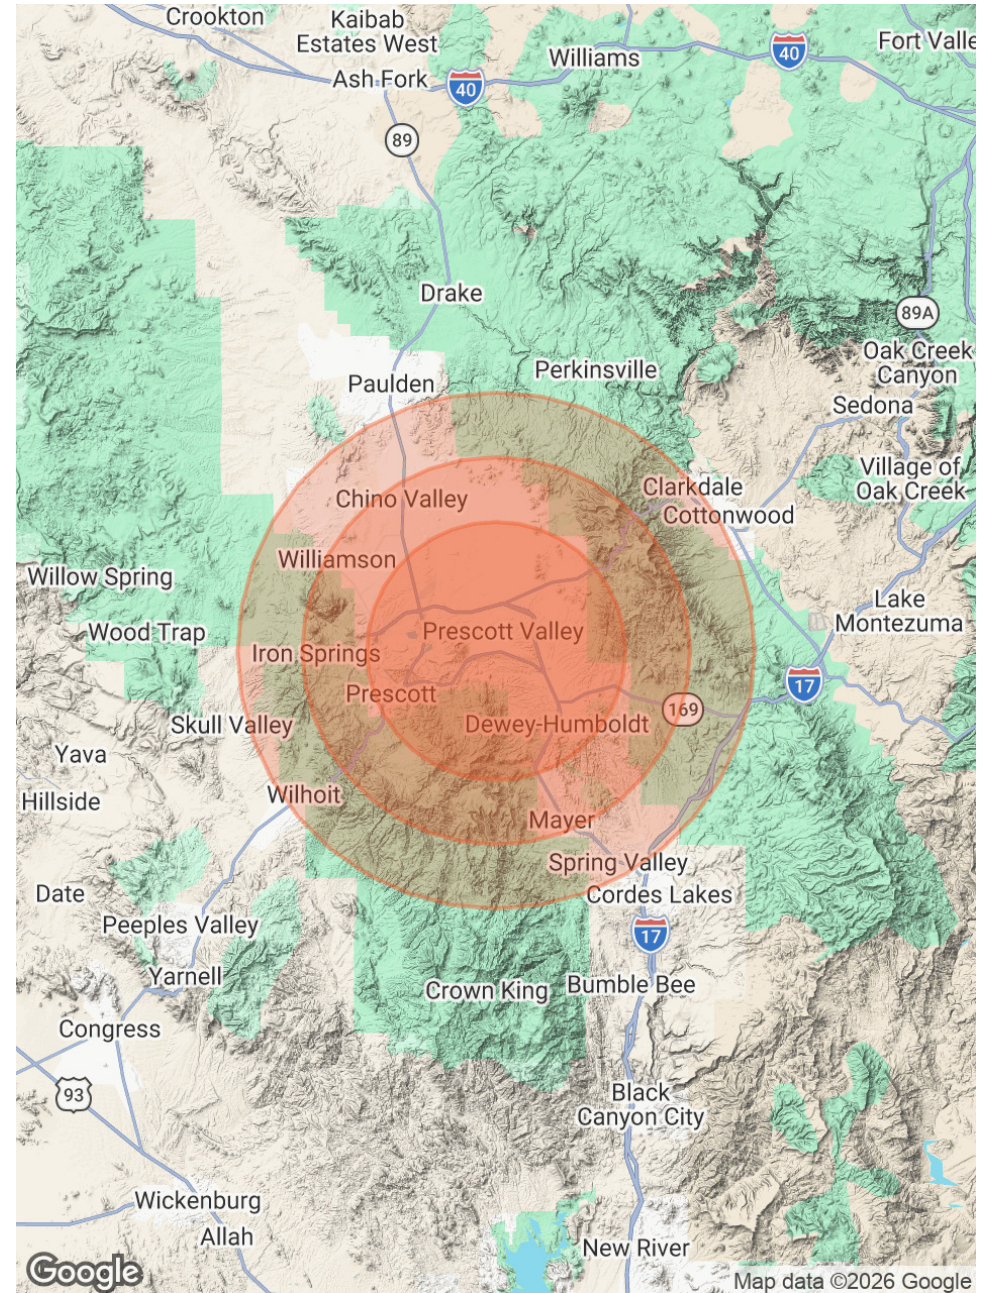 Crookton
Kaibab
Estates West
Williams
40
Fort Valle
Ash Fork
40
89
Drake
89A
Oak Creek
Canyon
Perkinsville
Paulden
Sedona
Village of
Oak Creek
Clarkdale
Chino Valley
Cottonwood
Williamson
Willow Spring
Lake
Montezuma
Wood Trap
Prescott Valley
Iron Springs
17
Prescott
169
Skull Valley
Dewey-Humboldt
Yava
Hillside
Wilhoit
Mayer
Spring Valley
Date
Cordes Lakes
Peeples Valley
17
Yarnell
Crown King
Bumble Bee
Congress
93
Black
Canyon City
Wickenburg
Allah
New River
Google
Map data ©2026 Google